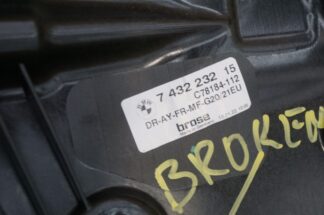 7 432 232 15
C78184-112
DR-AY-FR-MF-G20/21EU
brose
BROKEN